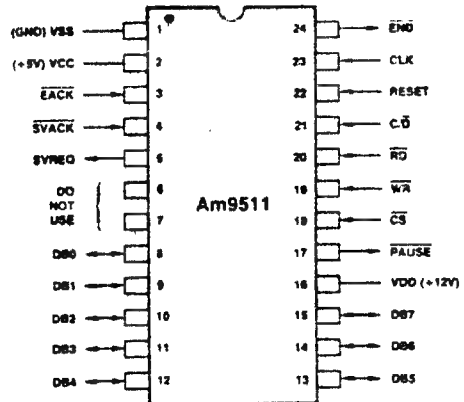 (GND) VSS 1 24 END
(+5V) VCC 2 23 CLK
EACK 3 22 RESET
SVACK 4 21 C/D
SVREQ 5 20 RD
DO NOT USE 6 19 WR
7 18 CS
Am9511
DB0 8 17 PAUSE
DB1 9 16 VDD (+12V)
DB2 10 15 DB7
DB3 11 14 DB6
DB4 12 13 DB5